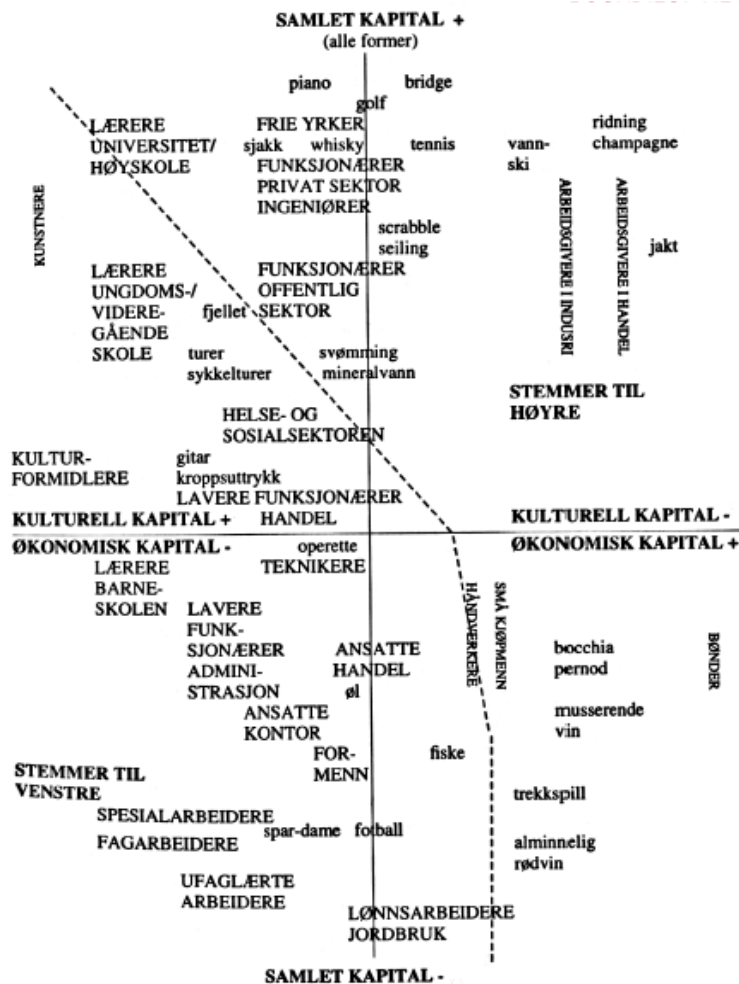 SAMLET KAPITAL +
(alle former)
piano bridge
golf
LÆRERE FRIE YRKER ridning
UNIVERSITET/ sjakk whisky tennis vann- champagne
HØYSKOLE FUNKSJONÆRER ski
PRIVAT SEKTOR
INGENIØRER
KUNSTNERE
ARBEIDSGIVERE I INDUSRI
ARBEIDSGIVERE I HANDEL
scrabble
seiling jakt
LÆRERE FUNKSJONÆRER
UNGDOMS-/ OFFENTLIG
VIDERE- fjellet SEKTOR
GÅENDE
SKOLE turer svømming
sykkelturer mineralvann
STEMMER TIL
HØYRE
HELSE- OG
SOSIALSEKTOREN
KULTUR- gitar
FORMIDLERE kroppsuttrykk
LAVERE FUNKSJONÆRER
KULTURELL KAPITAL + HANDEL KULTURELL KAPITAL -
ØKONOMISK KAPITAL - operette ØKONOMISK KAPITAL +
LÆRERE TEKNIKERE
BARNE-
SKOLEN LAVERE
FUNK-
SJONÆRER ANSATTE bocchia
ADMINI- HANDEL pernod
STRASJON øl
HÅNDVERKERE
SMÅ KJØPMENN
BØNDER
ANSATTE musserende
KONTOR vin
FOR- fiske
MENN
STEMMER TIL
VENSTRE
trekkspill
SPESIALARBEIDERE
spar-dame fotball
FAGARBEIDERE alminnelig
rødvin
UFAGLÆRTE
ARBEIDERE
LØNNSARBEIDERE
JORDBRUK
SAMLET KAPITAL -